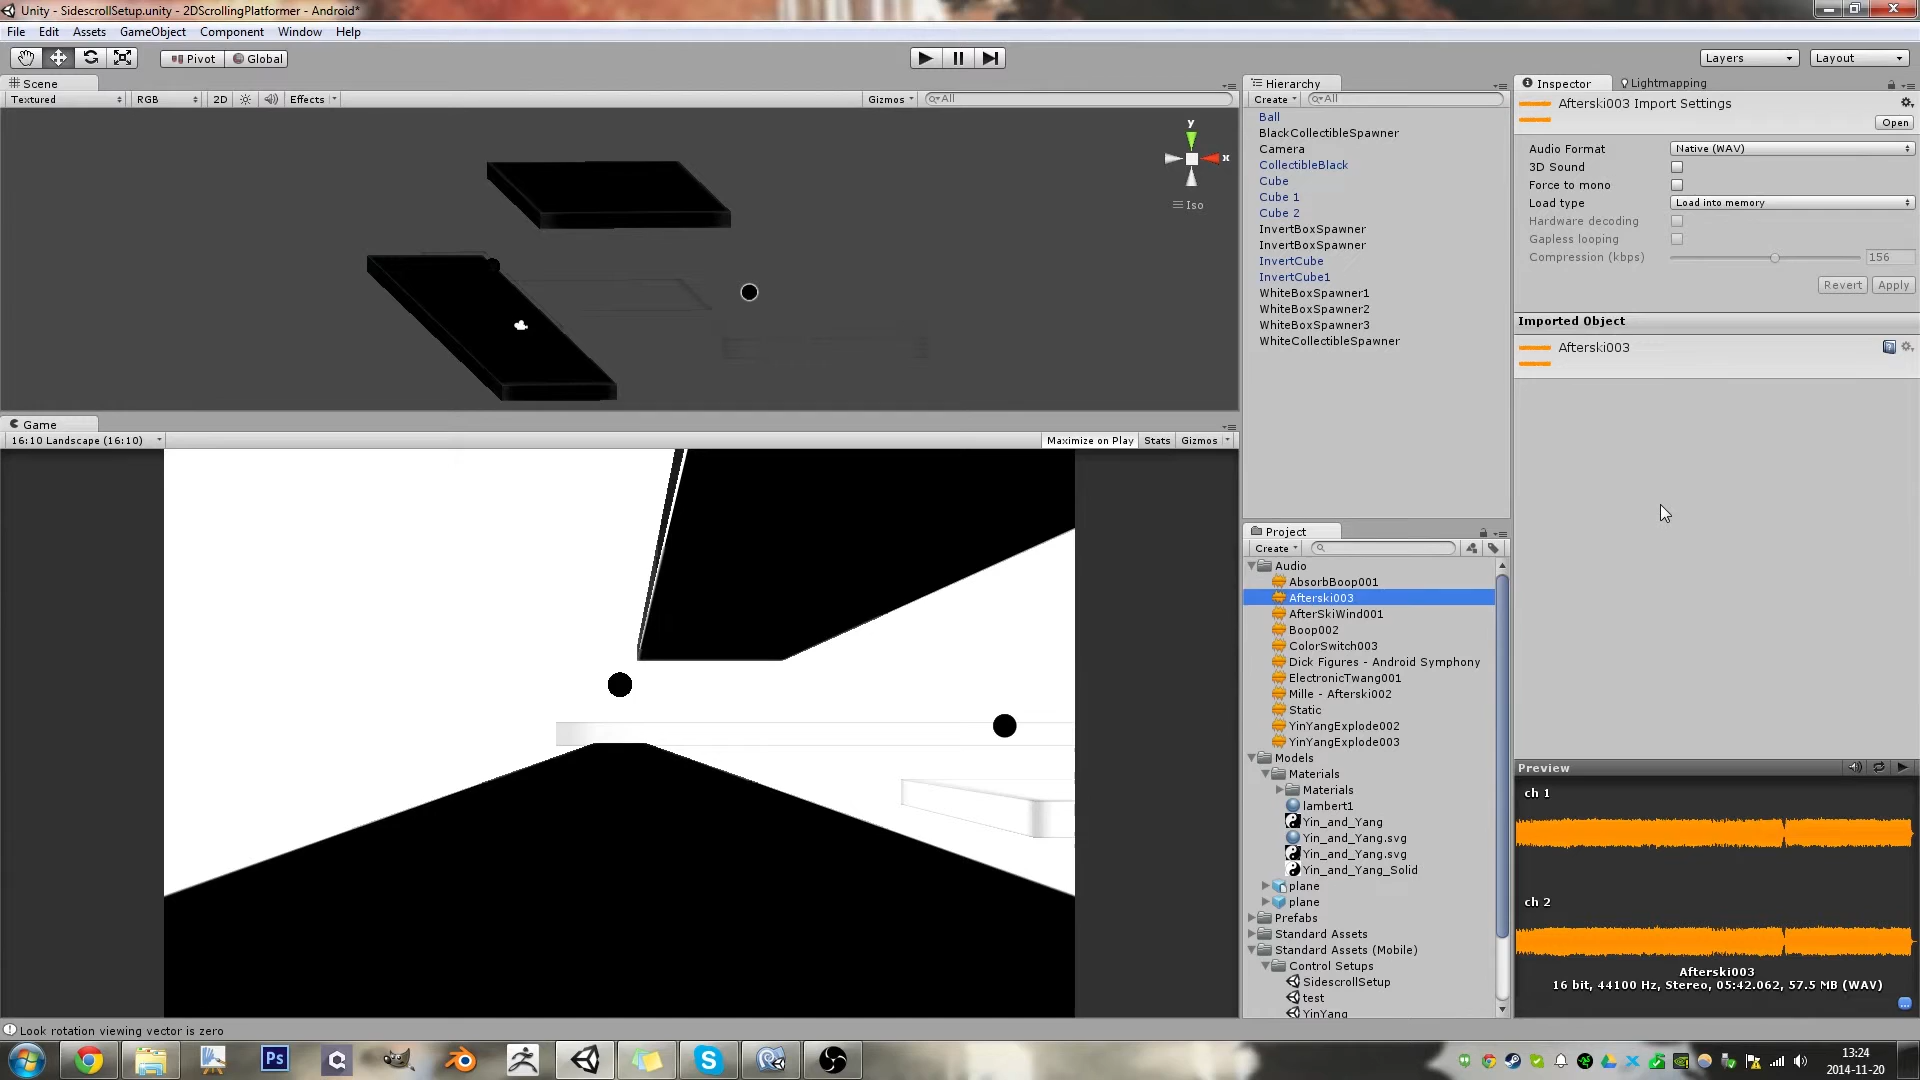 Unity - SidescrollSetup.unity - 2DScrollingPlatformer - Android*
File Edit Assets GameObject Component Window Help
Pivot Global Layers Layout
Scene
Textured RGB 2D Effects Gizmos All
y
x
Iso
Game
16:10 Landscape (16:10) Maximize on Play Stats Gizmos
Hierarchy
Create All
Ball
BlackCollectibleSpawner
Camera
CollectibleBlack
Cube
Cube 1
Cube 2
InvertBoxSpawner
InvertBoxSpawner
InvertCube
InvertCube1
WhiteBoxSpawner1
WhiteBoxSpawner2
WhiteBoxSpawner3
WhiteCollectibleSpawner
Project
Create
Audio
AbsorbBoop001
Afterski003
AfterSkiWind001
Boop002
ColorSwitch003
Dick Figures - Android Symphony
ElectronicTwang001
Mille - Afterski002
Static
YinYangExplode002
YinYangExplode003
Models
Materials
Materials
lambert1
Yin_and_Yang
Yin_and_Yang.svg
Yin_and_Yang.svg
Yin_and_Yang_Solid
plane
plane
Prefabs
Standard Assets
Standard Assets (Mobile)
Control Setups
SidescrollSetup
test
YinYang
Inspector Lightmapping
Afterski003 Import Settings
Open
Audio Format Native (WAV)
3D Sound
Force to mono
Load type Load into memory
Hardware decoding
Gapless looping
Compression (kbps) 156
Revert Apply
Imported Object
Afterski003
Preview
ch 1
ch 2
Afterski003
16 bit, 44100 Hz, Stereo, 05:42.062, 57.5 MB (WAV)
Look rotation viewing vector is zero
Ps
13:24
2014-11-20